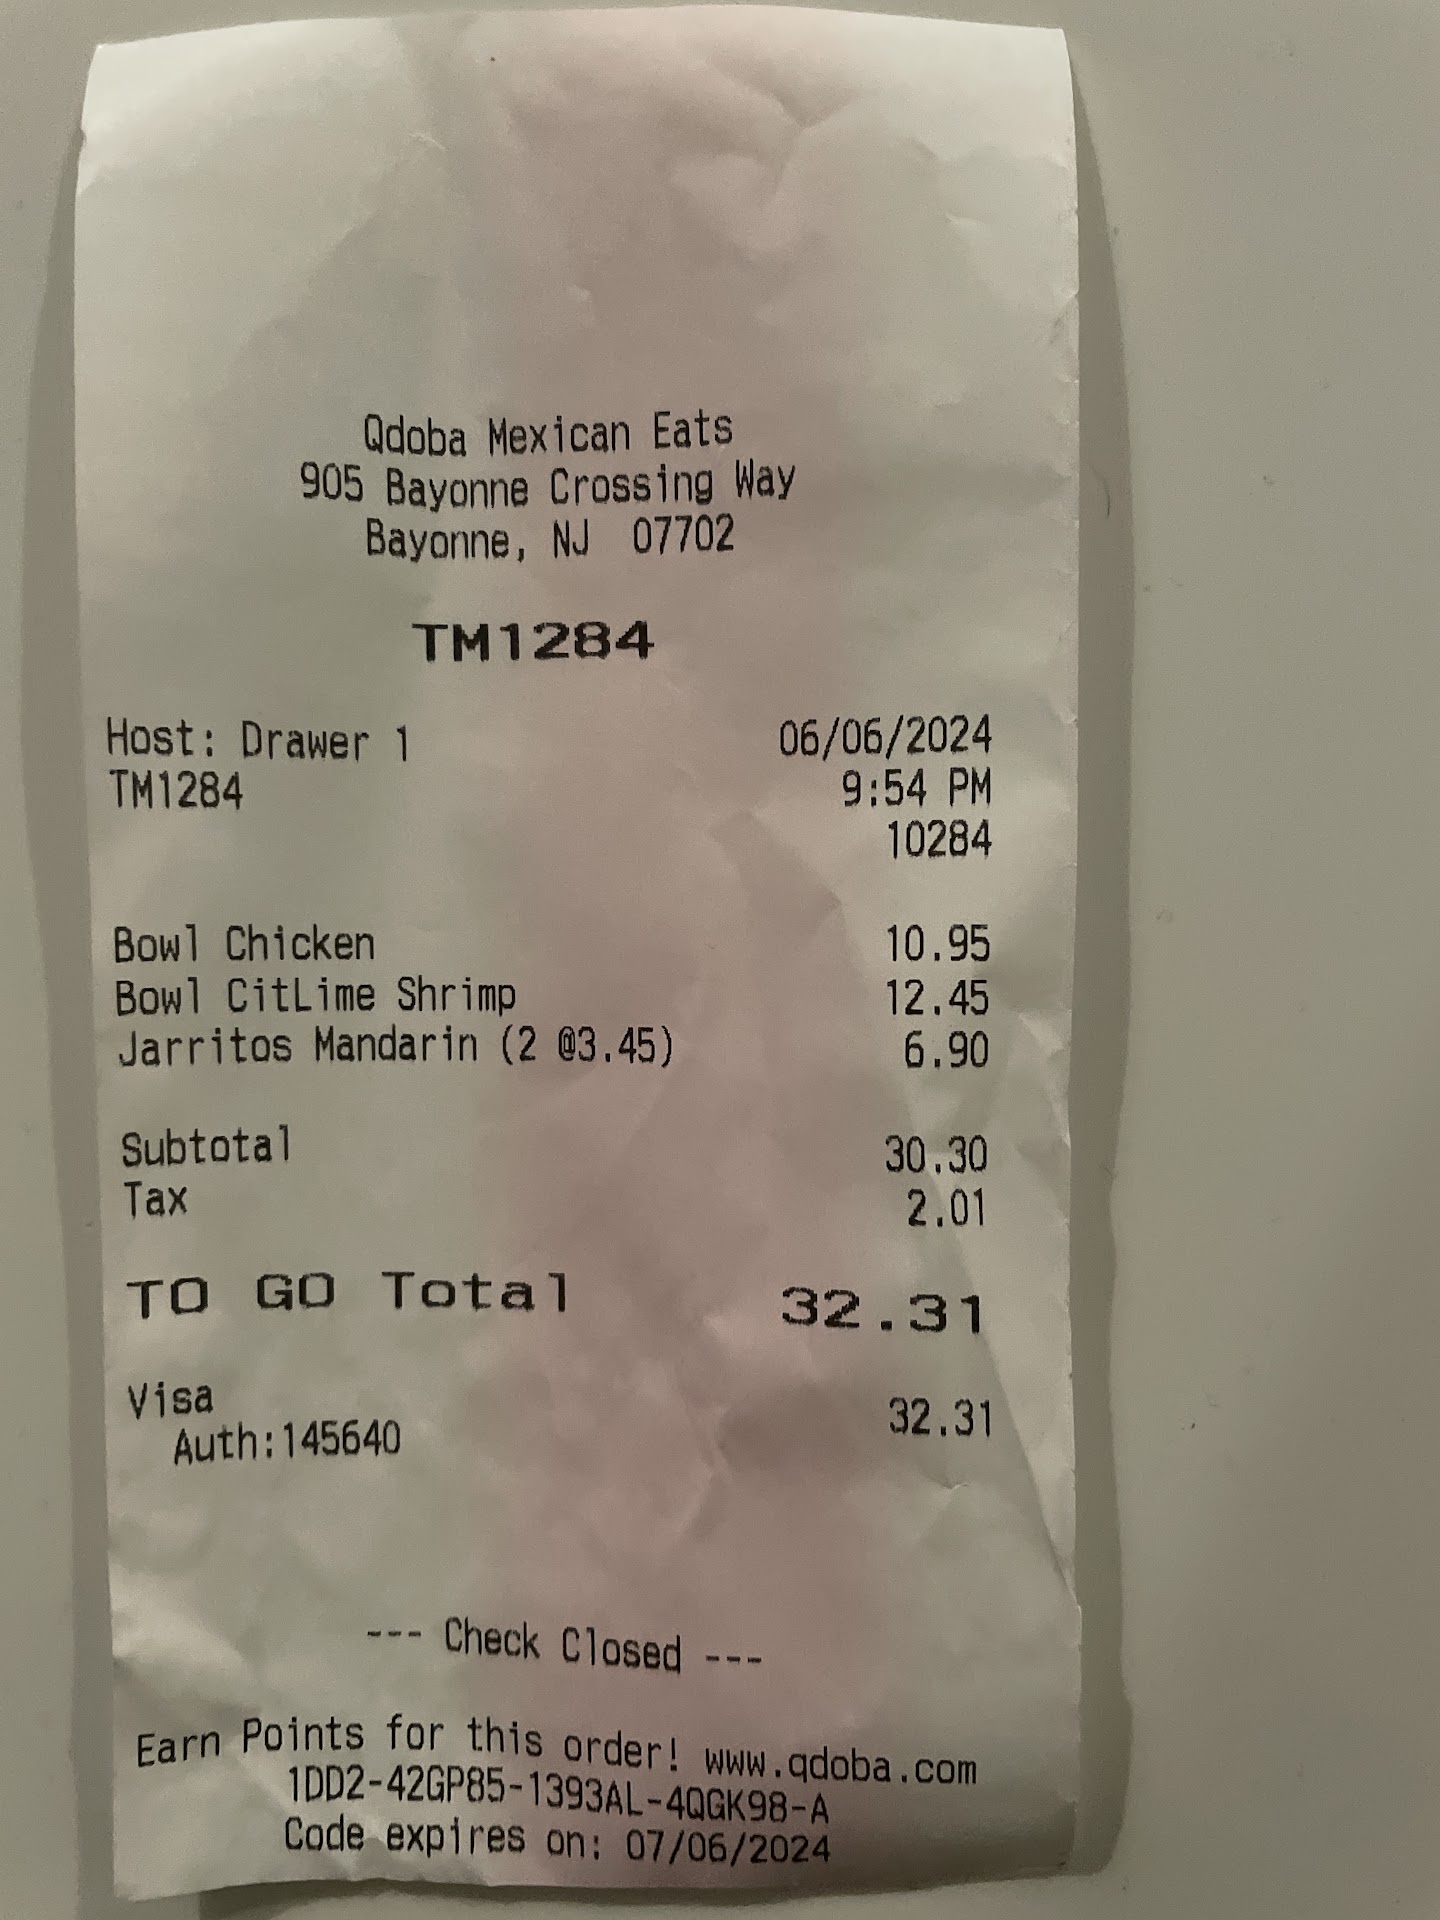 Qdoba Mexican Eats
905 Bayonne Crossing Way
Bayonne, NJ  07702
TM1284
Host: Drawer 1 06/06/2024
TM1284 9:54 PM
10284
Bowl Chicken 10.95
Bowl CitLime Shrimp 12.45
Jarritos Mandarin (2 @3.45) 6.90
Subtotal 30.30
Tax 2.01
TO GO Total 32.31
Visa 32.31
Auth:145640
--- Check Closed ---
Earn Points for this order! www.qdoba.com
1DD2-42GP85-1393AL-4QGK98-A
Code expires on: 07/06/2024